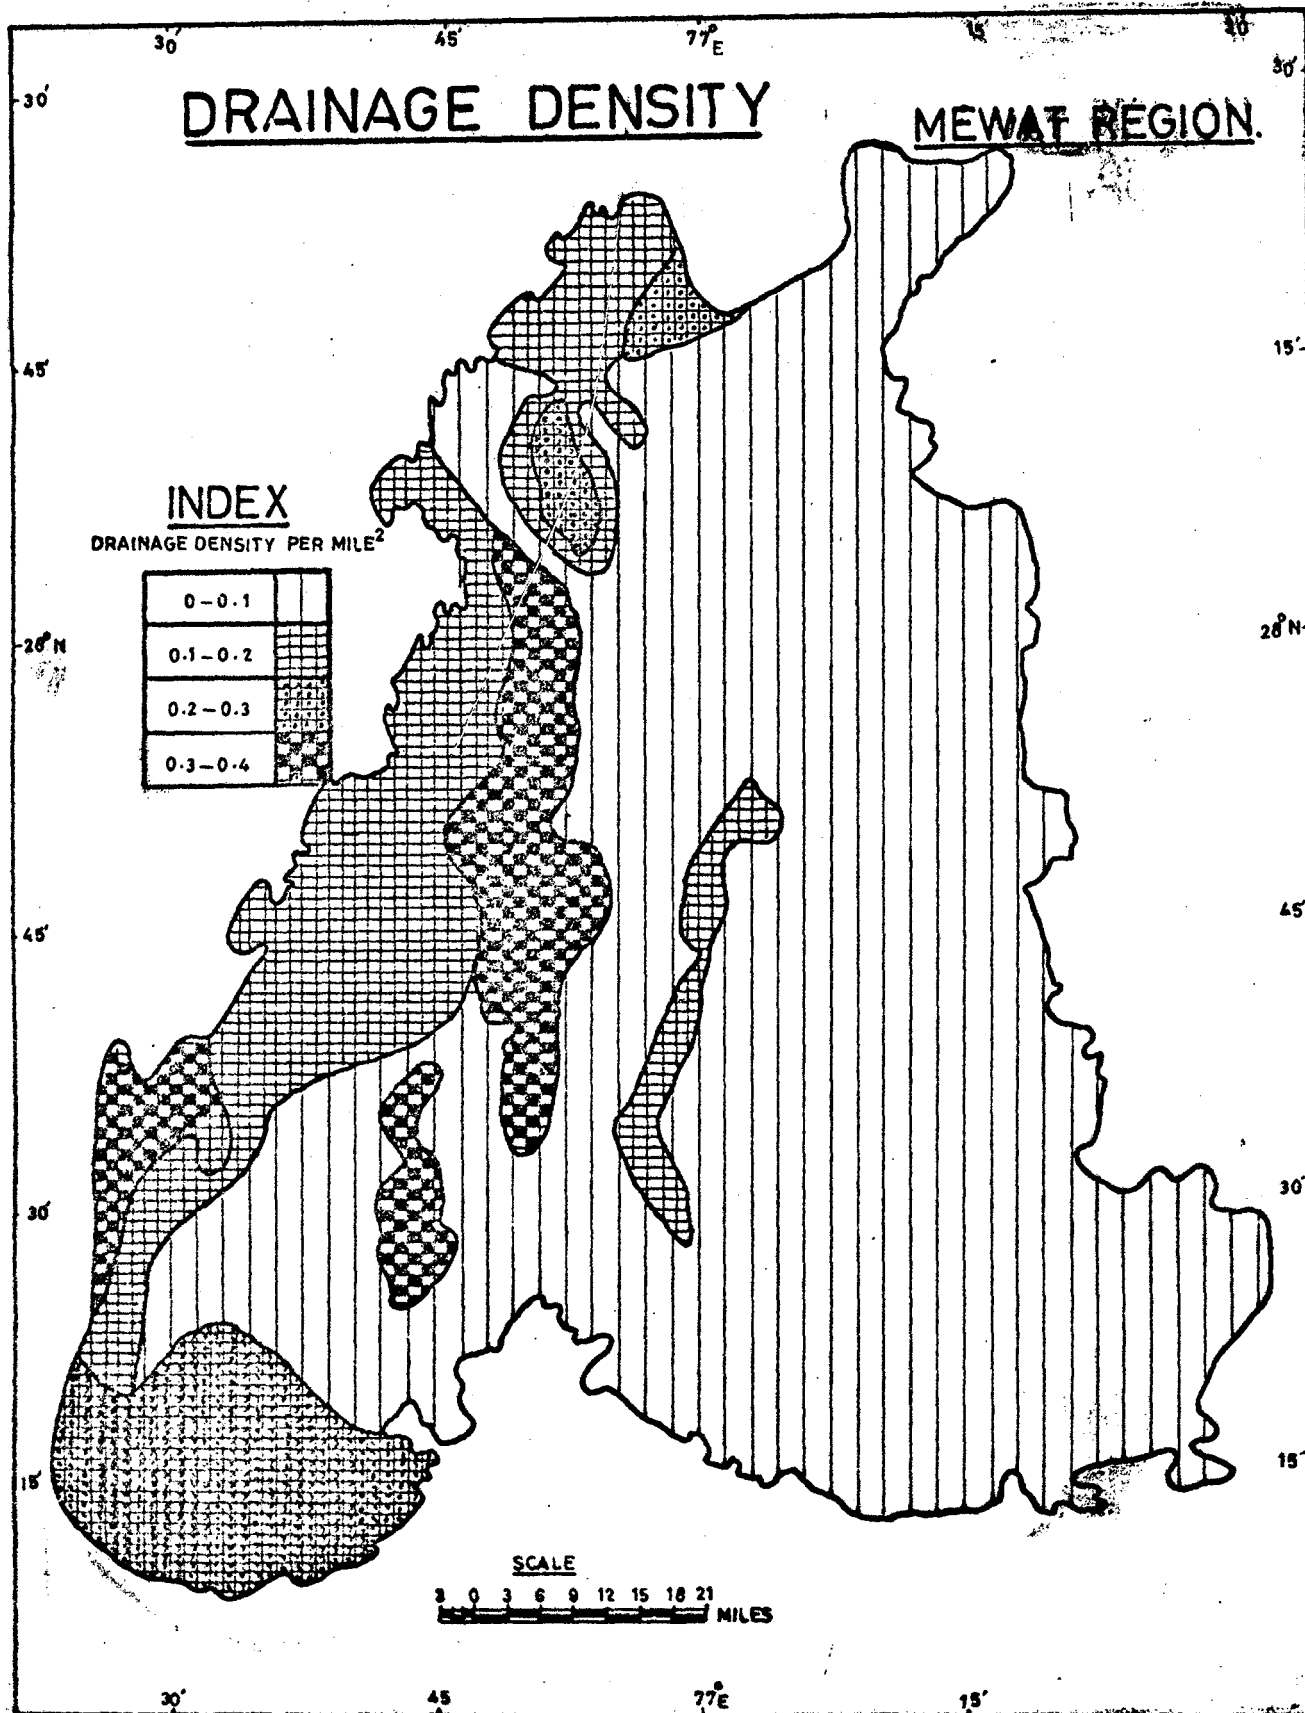 30' 45' 77°E 15' 30'
30' 30'
DRAINAGE DENSITY
MEWAT REGION.
45' 15'
INDEX
DRAINAGE DENSITY PER MILE²
0-0.1
0.1-0.2
0.2-0.3
0.3-0.4
28°N 28°N
45' 45'
30' 30'
15' 15'
SCALE
3 0 3 6 9 12 15 18 21 MILES
30' 45' 77°E 15'